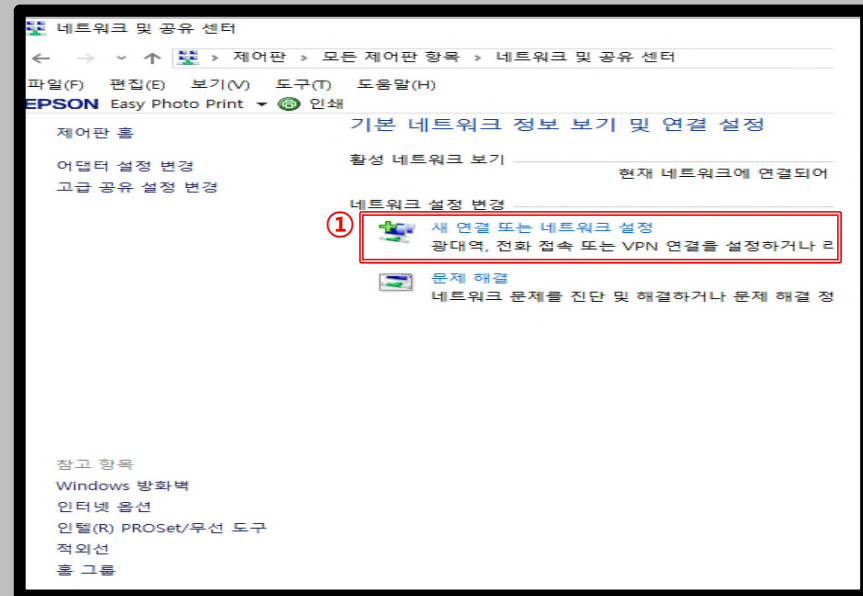 네트워크 및 공유 센터
제어판 > 모든 제어판 항목 > 네트워크 및 공유 센터
파일(F) 편집(E) 보기(V) 도구(T) 도움말(H)
EPSON Easy Photo Print 인쇄
제어판 홈
어댑터 설정 변경
고급 공유 설정 변경
기본 네트워크 정보 보기 및 연결 설정
활성 네트워크 보기
현재 네트워크에 연결되어
네트워크 설정 변경
①
새 연결 또는 네트워크 설정
광대역, 전화 접속 또는 VPN 연결을 설정하거나
문제 해결
네트워크 문제를 진단 및 해결하거나 문제 해결 정
참고 항목
Windows 방화벽
인터넷 옵션
인텔(R) PROSet/무선 도구
적외선
홈 그룹